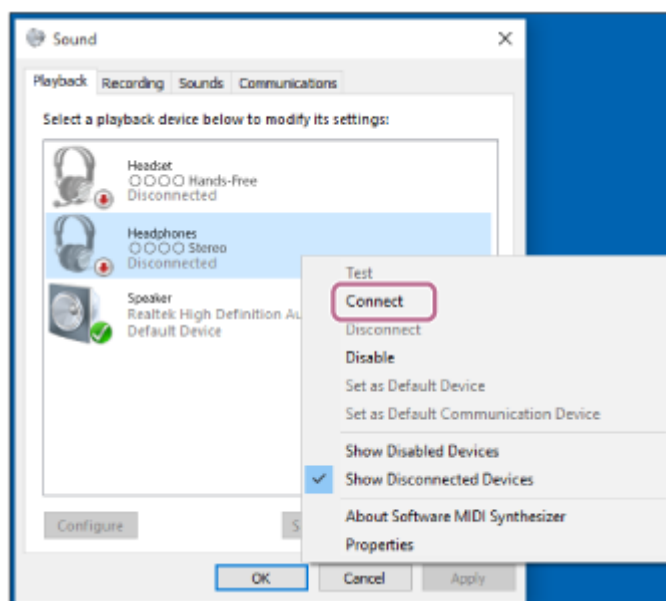 Sound
Playback Recording Sounds Communications
Select a playback device below to modify its settings:
Headset
○○○○ Hands-Free
Disconnected
Headphones
○○○○ Stereo
Disconnected
Speaker
Realtek High Definition Au
Default Device
Test
Connect
Disconnect
Disable
Set as Default Device
Set as Default Communication Device
Show Disabled Devices
Show Disconnected Devices
About Software MIDI Synthesizer
Properties
Configure S
OK Cancel Apply